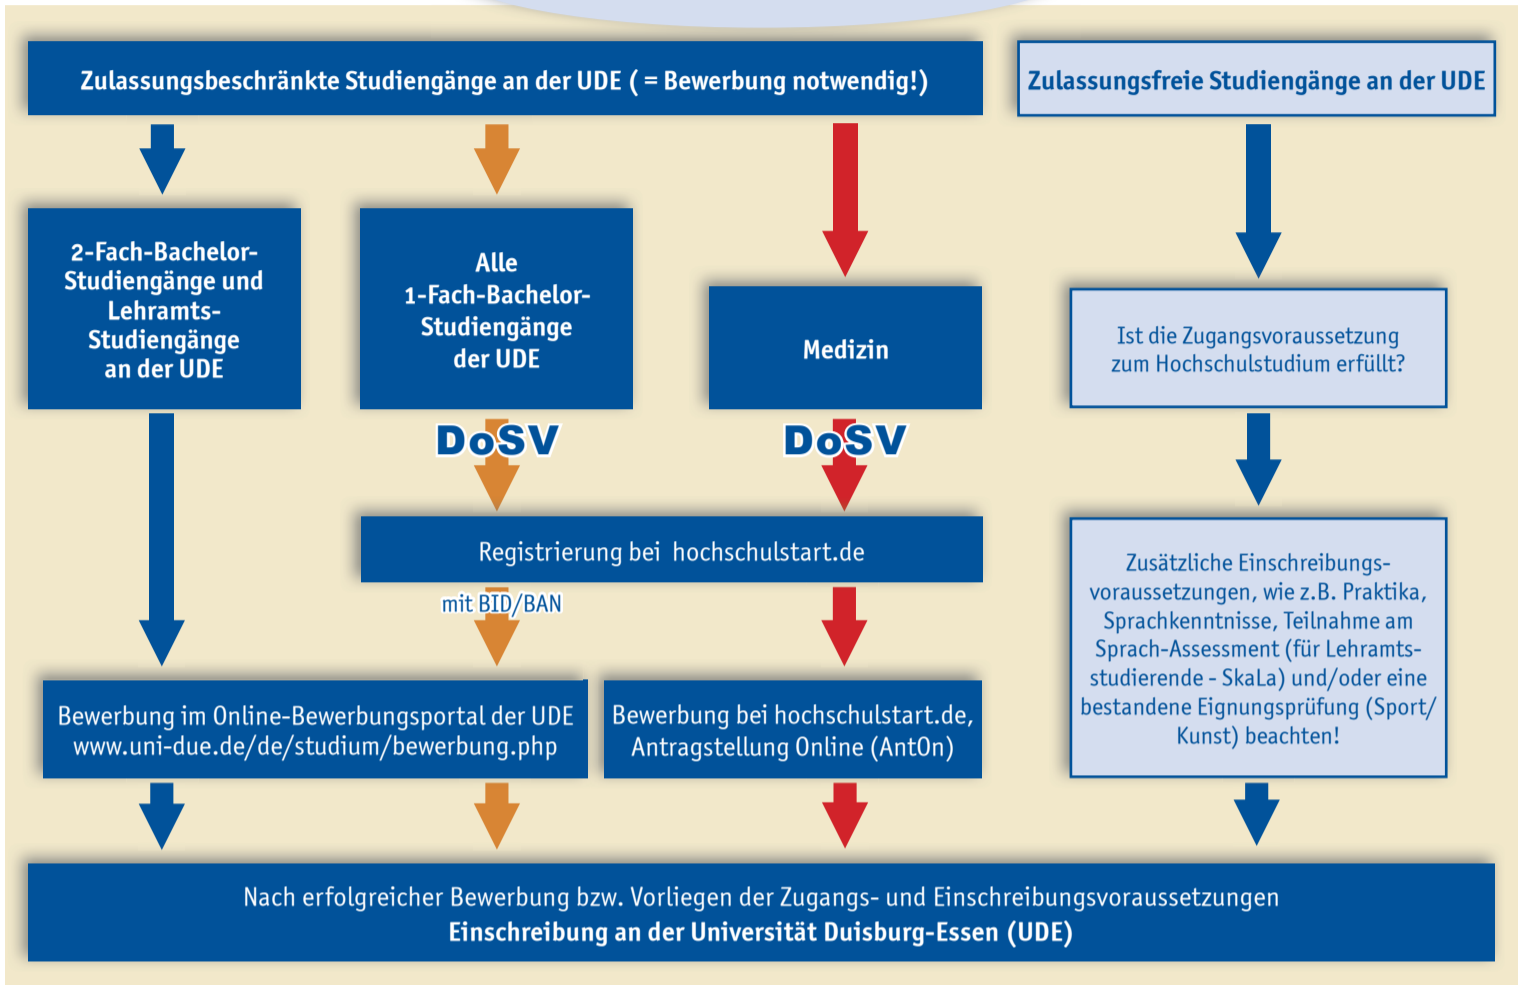 Zulassungsbeschränkte Studiengänge an der UDE ( = Bewerbung notwendig!)
Zulassungsfreie Studiengänge an der UDE
2-Fach-Bachelor-
Studiengänge und
Lehramts-
Studiengänge
an der UDE
Alle
1-Fach-Bachelor-
Studiengänge
der UDE
Medizin
Ist die Zugangsvoraussetzung
zum Hochschulstudium erfüllt?
DoSV
DoSV
Registrierung bei hochschulstart.de
mit BID/BAN
Zusätzliche Einschreibungs-
voraussetzungen, wie z.B. Praktika,
Sprachkenntnisse, Teilnahme am
Sprach-Assessment (für Lehramts-
studierende - SkaLa) und/oder eine
bestandene Eignungsprüfung (Sport/
Kunst) beachten!
Bewerbung im Online-Bewerbungsportal der UDE
www.uni-due.de/de/studium/bewerbung.php
Bewerbung bei hochschulstart.de,
Antragstellung Online (AntOn)
Nach erfolgreicher Bewerbung bzw. Vorliegen der Zugangs- und Einschreibungsvoraussetzungen
Einschreibung an der Universität Duisburg-Essen (UDE)